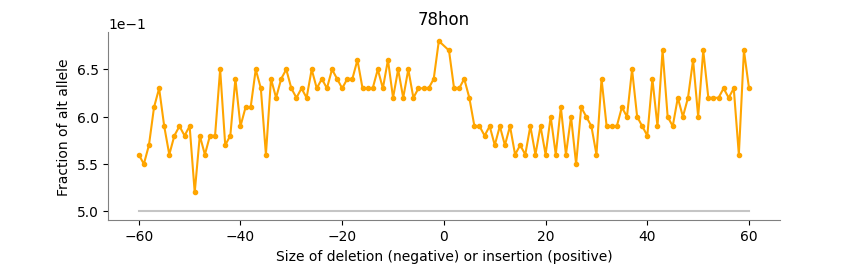 78hon
1e−1
Fraction of alt allele
6.5
6.0
5.5
5.0
−60 −40 −20 0 20 40 60
Size of deletion (negative) or insertion (positive)